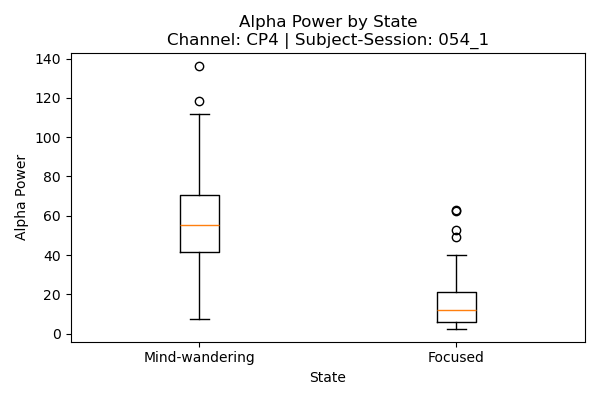 Alpha Power by State
Channel: CP4 | Subject-Session: 054_1
Alpha Power
140
120
100
80
60
40
20
0
Mind-wandering
Focused
State